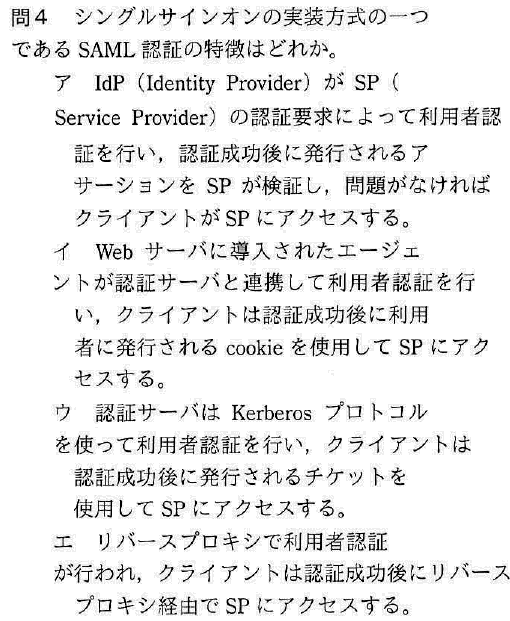 問4　シングルサインオンの実装方式の一つ
である SAML 認証の特徴はどれか。
ア　IdP（Identity Provider）が SP（
Service Provider）の認証要求によって利用者認
証を行い，認証成功後に発行されるア
サーションを SP が検証し，問題がなければ
クライアントが SP にアクセスする。
イ　Web サーバに導入されたエージェ
ントが認証サーバと連携して利用者認証を行
い，クライアントは認証成功後に利用
者に発行される cookie を使用して SP にアク
セスする。
ウ　認証サーバは Kerberos プロトコル
を使って利用者認証を行い，クライアントは
認証成功後に発行されるチケットを
使用して SP にアクセスする。
エ　リバースプロキシで利用者認証
が行われ，クライアントは認証成功後にリバース
プロキシ経由で SP にアクセスする。